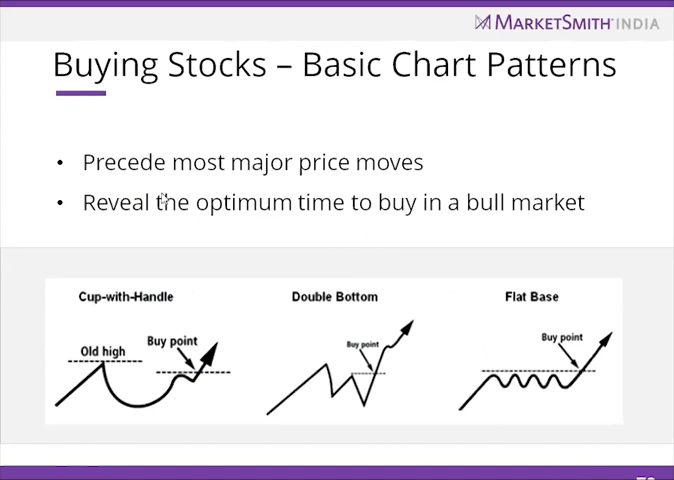 MARKETSMITH INDIA
Buying Stocks – Basic Chart Patterns
• Precede most major price moves
• Reveal the optimum time to buy in a bull market
Cup-with-Handle
Double Bottom
Flat Base
Old high
Buy point
Buy point
Buy point